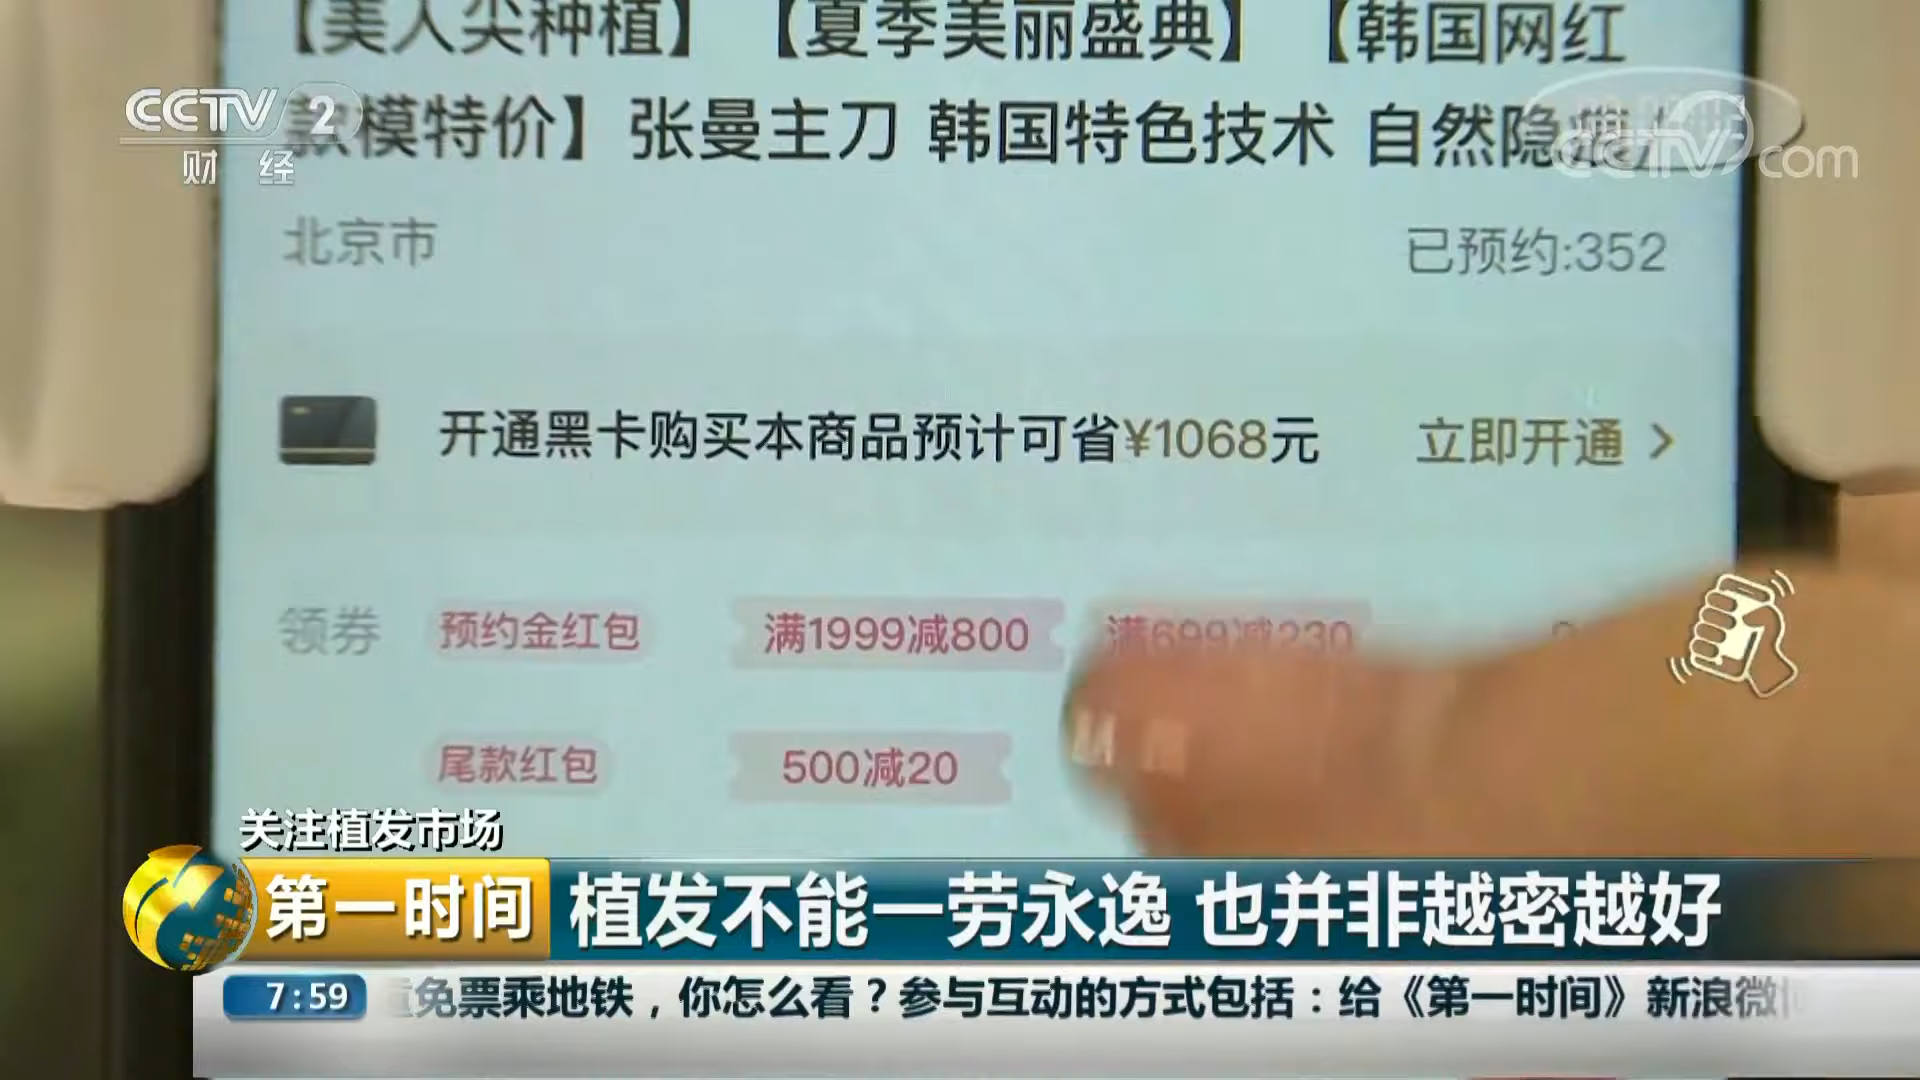 【美人尖种植】 【夏季美丽盛典】 【韩国网红
款模特价】张曼主刀 韩国特色技术 自然隐
CCTV 2
财 经
CCTV.com
北京市
已预约:352
开通黑卡购买本商品预计可省¥1068元
立即开通 >
领券 预约金红包 满1999减800 满699减230
尾款红包 500减20
关注植发市场
第一时间 植发不能一劳永逸 也并非越密越好
7:59 免票乘地铁，你怎么看？参与互动的方式包括：给《第一时间》新浪微